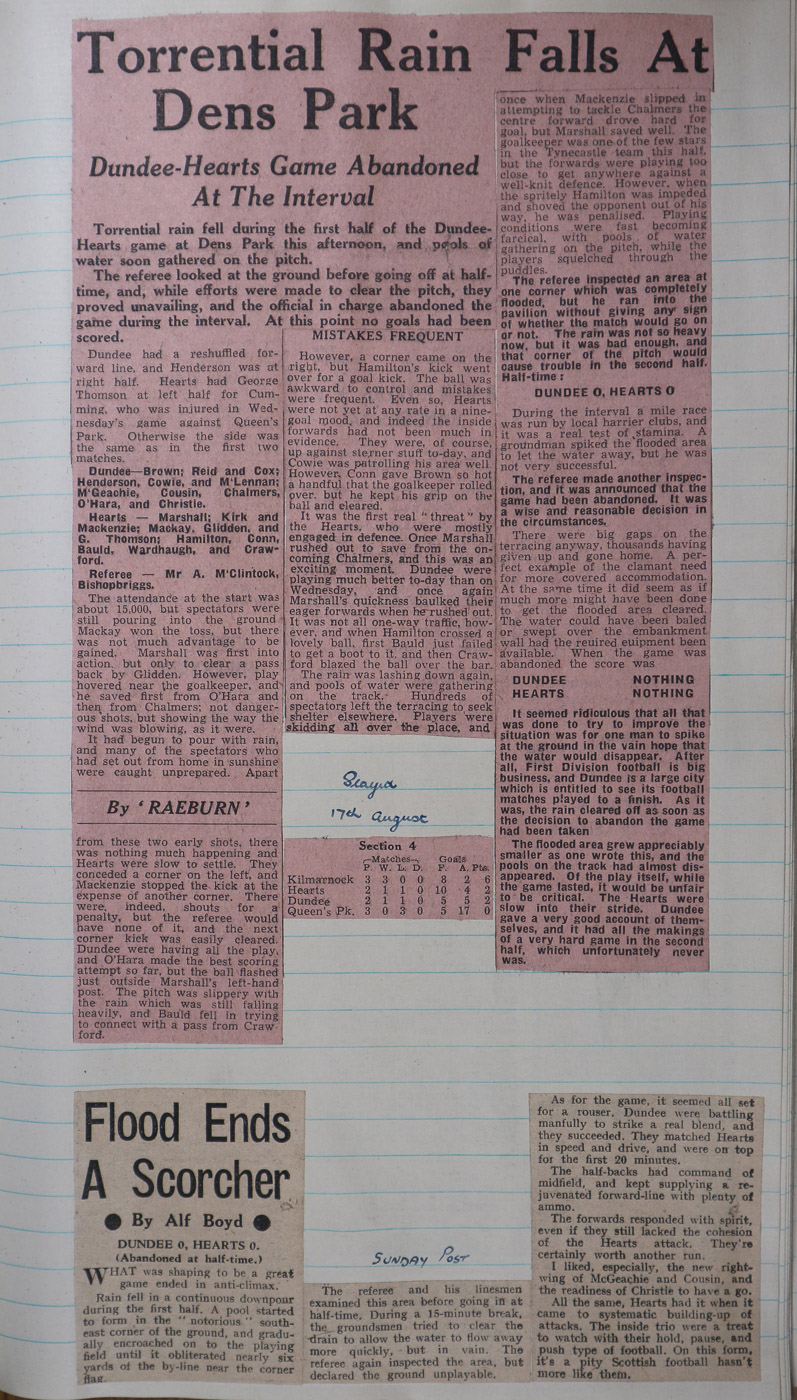 Torrential Rain Falls At
Dens Park
Dundee-Hearts Game Abandoned
At The Interval
Torrential rain fell during the first half of the Dundee-
Hearts game at Dens Park this afternoon, and pools of
water soon gathered on the pitch.
The referee looked at the ground before going off at half-
time, and, while efforts were made to clear the pitch, they
proved unavailing, and the official in charge abandoned the
game during the interval. At this point no goals had been
scored.
Dundee had a reshuffled for-
ward line, and Henderson was at
right half. Hearts had George
Thomson at left half for Cum-
ming, who was injured in Wed-
nesday's game against Queen's
Park. Otherwise the side was
the same as in the first two
matches.
Dundee—Brown; Reid and Cox;
Henderson, Cowie, and M'Lennan;
M'Geachie, Cousin, Chalmers,
O'Hara, and Christie.
Hearts — Marshall; Kirk and
Mackenzie; Mackay, Glidden, and
G. Thomson; Hamilton, Conn,
Bauld, Wardhaugh, and Craw-
ford.
Referee — Mr A. M'Clintock,
Bishopbriggs.
The attendance at the start was
about 15,000, but spectators were
still pouring into the ground
Mackay won the toss, but there
was not much advantage to be
gained. Marshall was first into
action, but only to clear a pass
back by Glidden. However, play
hovered near the goalkeeper, and
he saved first from O'Hara and
then from Chalmers; not danger-
ous shots, but showing the way the
wind was blowing, as it were.
It had begun to pour with rain,
and many of the spectators who
had set out from home in sunshine
were caught unprepared. Apart
By 'RAEBURN'
from these two early shots, there
was nothing much happening and
Hearts were slow to settle. They
conceded a corner on the left, and
Mackenzie stopped the kick at the
expense of another corner. There
were, indeed, shouts for a
penalty, but the referee would
have none of it, and the next
corner kick was easily cleared.
Dundee were having all the play,
and O'Hara made the best scoring
attempt so far, but the ball flashed
just outside Marshall's left-hand
post. The pitch was slippery with
the rain which was still falling
heavily, and Bauld fell in trying
to connect with a pass from Craw-
ford.
MISTAKES FREQUENT
However, a corner came on the
right, but Hamilton's kick went
over for a goal kick. The ball was
awkward to control and mistakes
were frequent. Even so, Hearts
were not yet at any rate in a nine-
goal mood, and indeed the inside
forwards had not been much in
evidence. They were, of course,
up against sterner stuff to-day, and
Cowie was patrolling his area well.
However, Conn gave Brown so hot
a handful that the goalkeeper rolled
over, but he kept his grip on the
ball and cleared.
It was the first real "threat" by
the Hearts, who were mostly
engaged in defence. Once Marshall
rushed out to save from the on-
coming Chalmers, and this was an
exciting moment. Dundee were
playing much better to-day than on
Wednesday, and once again
Marshall's quickness baulked their
eager forwards when he rushed out.
It was not all one-way traffic, how-
ever, and when Hamilton crossed a
lovely ball, first Bauld just failed
to get a boot to it, and then Craw-
ford blazed the ball over the bar.
The rain was lashing down again,
and pools of water were gathering
on the track. Hundreds of
spectators left the terracing to seek
shelter elsewhere. Players were
skidding all over the place, and
17th August
Section 4
Matches Goals
P. W. L. D. F. A. Pts.
Kilmarnock 3 3 0 0 8 2 6
Hearts 2 1 1 0 10 4 2
Dundee 2 1 1 0 5 5 2
Queen's Pk. 3 0 3 0 5 17 0
once when Mackenzie slipped in
attempting to tackle Chalmers the
centre forward drove hard for
goal, but Marshall saved well. The
goalkeeper was one of the few stars
in the Tynecastle team this half,
but the forwards were playing too
close to get anywhere against a
well-knit defence. However, when
the spritely Hamilton was impeded
and shoved the opponent out of his
way, he was penalised. Playing
conditions were fast becoming
farcical, with pools of water
gathering on the pitch, while the
players squelched through the
puddles.
The referee inspected an area at
one corner which was completely
flooded, but he ran into the
pavilion without giving any sign
of whether the match would go on
or not. The rain was not so heavy
now, but it was bad enough, and
that corner of the pitch would
cause trouble in the second half.
Half-time:
DUNDEE 0, HEARTS 0
During the interval a mile race
was run by local harrier clubs, and
it was a real test of stamina. A
groundman spiked the flooded area
to let the water away, but he was
not very successful.
The referee made another inspec-
tion, and it was announced that the
game had been abandoned. It was
a wise and reasonable decision in
the circumstances.
There were big gaps on the
terracing anyway, thousands having
given up and gone home. A per-
fect example of the clamant need
for more covered accommodation.
At the same time it did seem as if
much more might have been done
to get the flooded area cleared.
The water could have been baled
or swept over the embankment
wall had the reuired euipment been
available. When the game was
abandoned the score was
DUNDEE NOTHING
HEARTS NOTHING
It seemed ridiculous that all that
was done to try to improve the
situation was for one man to spike
at the ground in the vain hope that
the water would disappear. After
all, First Division football is big
business, and Dundee is a large city
which is entitled to see its football
matches played to a finish. As it
was, the rain cleared off as soon as
the decision to abandon the game
had been taken
The flooded area grew appreciably
smaller as one wrote this, and the
pools on the track had almost dis-
appeared. Of the play itself, while
the game lasted, it would be unfair
to be critical. The Hearts were
slow into their stride. Dundee
gave a very good account of them-
selves, and it had all the makings
of a very hard game in the second
half, which unfortunately never
was.
Flood Ends
A Scorcher
● By Alf Boyd ●
DUNDEE 0, HEARTS 0.
(Abandoned at half-time.)
WHAT was shaping to be a great
game ended in anti-climax.
Rain fell in a continuous downpour
during the first half. A pool started
to form in the "notorious" south-
east corner of the ground, and gradu-
ally encroached on to the playing
field until it obliterated nearly six
yards of the by-line near the corner
flag.
SUNDAY POST
The referee and his linesmen
examined this area before going in at
half-time. During a 15-minute break,
the groundsmen tried to clear the
drain to allow the water to flow away
more quickly, but in vain. The
referee again inspected the area, but
declared the ground unplayable.
As for the game, it seemed all set
for a rouser. Dundee were battling
manfully to strike a real blend, and
they succeeded. They matched Hearts
in speed and drive, and were on top
for the first 20 minutes.
The half-backs had command of
midfield, and kept supplying a re-
juvenated forward-line with plenty of
ammo.
The forwards responded with spirit,
even if they still lacked the cohesion
of the Hearts attack. They're
certainly worth another run.
I liked, especially, the new right-
wing of McGeachie and Cousin, and
the readiness of Christie to have a go.
All the same, Hearts had it when it
came to systematic building-up of
attacks. The inside trio were a treat
to watch with their hold, pause, and
push type of football. On this form,
it's a pity Scottish football hasn't
more like them.